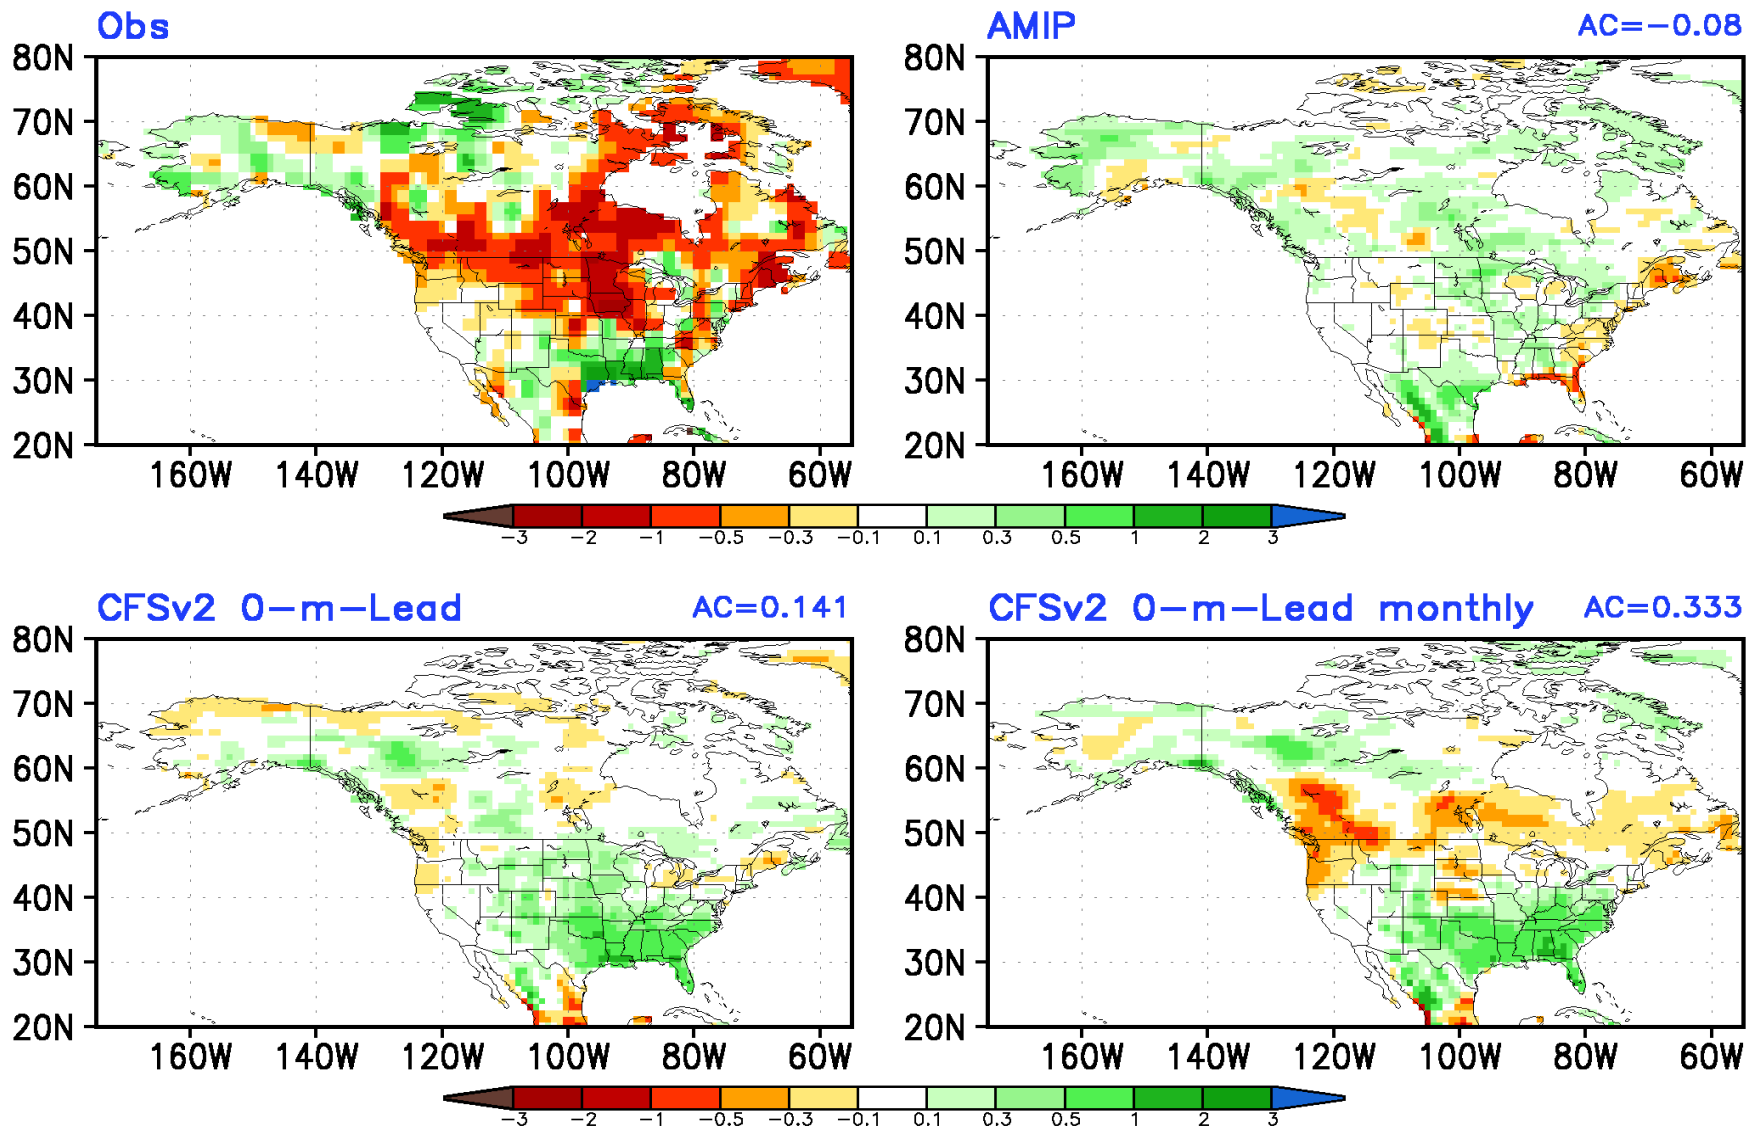 Obs
AMIP AC=-0.08
80N 80N
70N 70N
60N 60N
50N 50N
40N 40N
30N 30N
20N 20N
160W 140W 120W 100W 80W 60W 160W 140W 120W 100W 80W 60W
-3 -2 -1 -0.5 -0.3 -0.1 0.1 0.3 0.5 1 2 3
CFSv2 0-m-Lead AC=0.141
CFSv2 0-m-Lead monthly AC=0.333
80N 80N
70N 70N
60N 60N
50N 50N
40N 40N
30N 30N
20N 20N
160W 140W 120W 100W 80W 60W 160W 140W 120W 100W 80W 60W
-3 -2 -1 -0.5 -0.3 -0.1 0.1 0.3 0.5 1 2 3